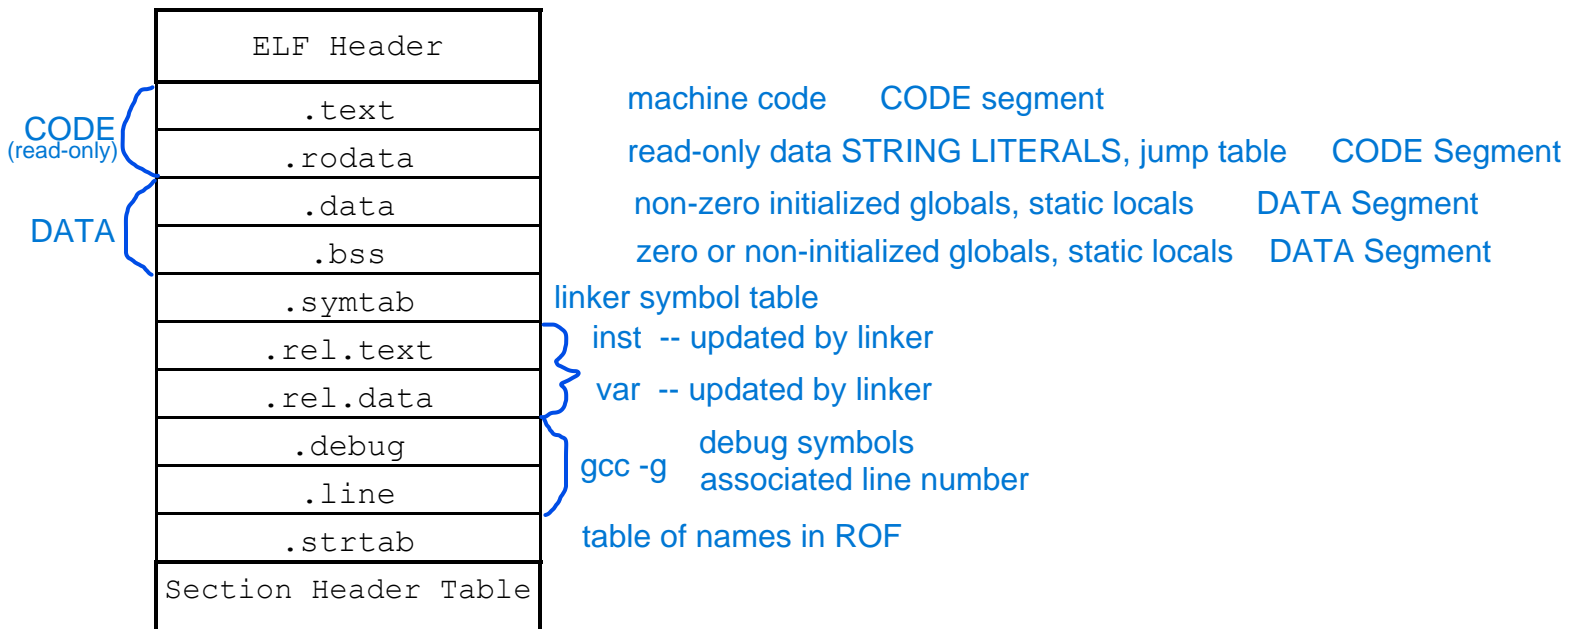 ELF Header
.text machine code CODE segment
CODE
(read-only)
.rodata read-only data STRING LITERALS, jump table CODE Segment
.data non-zero initialized globals, static locals DATA Segment
DATA
.bss zero or non-initialized globals, static locals DATA Segment
.symtab linker symbol table
.rel.text inst -- updated by linker
.rel.data var -- updated by linker
.debug debug symbols
gcc -g
.line associated line number
.strtab table of names in ROF
Section Header Table